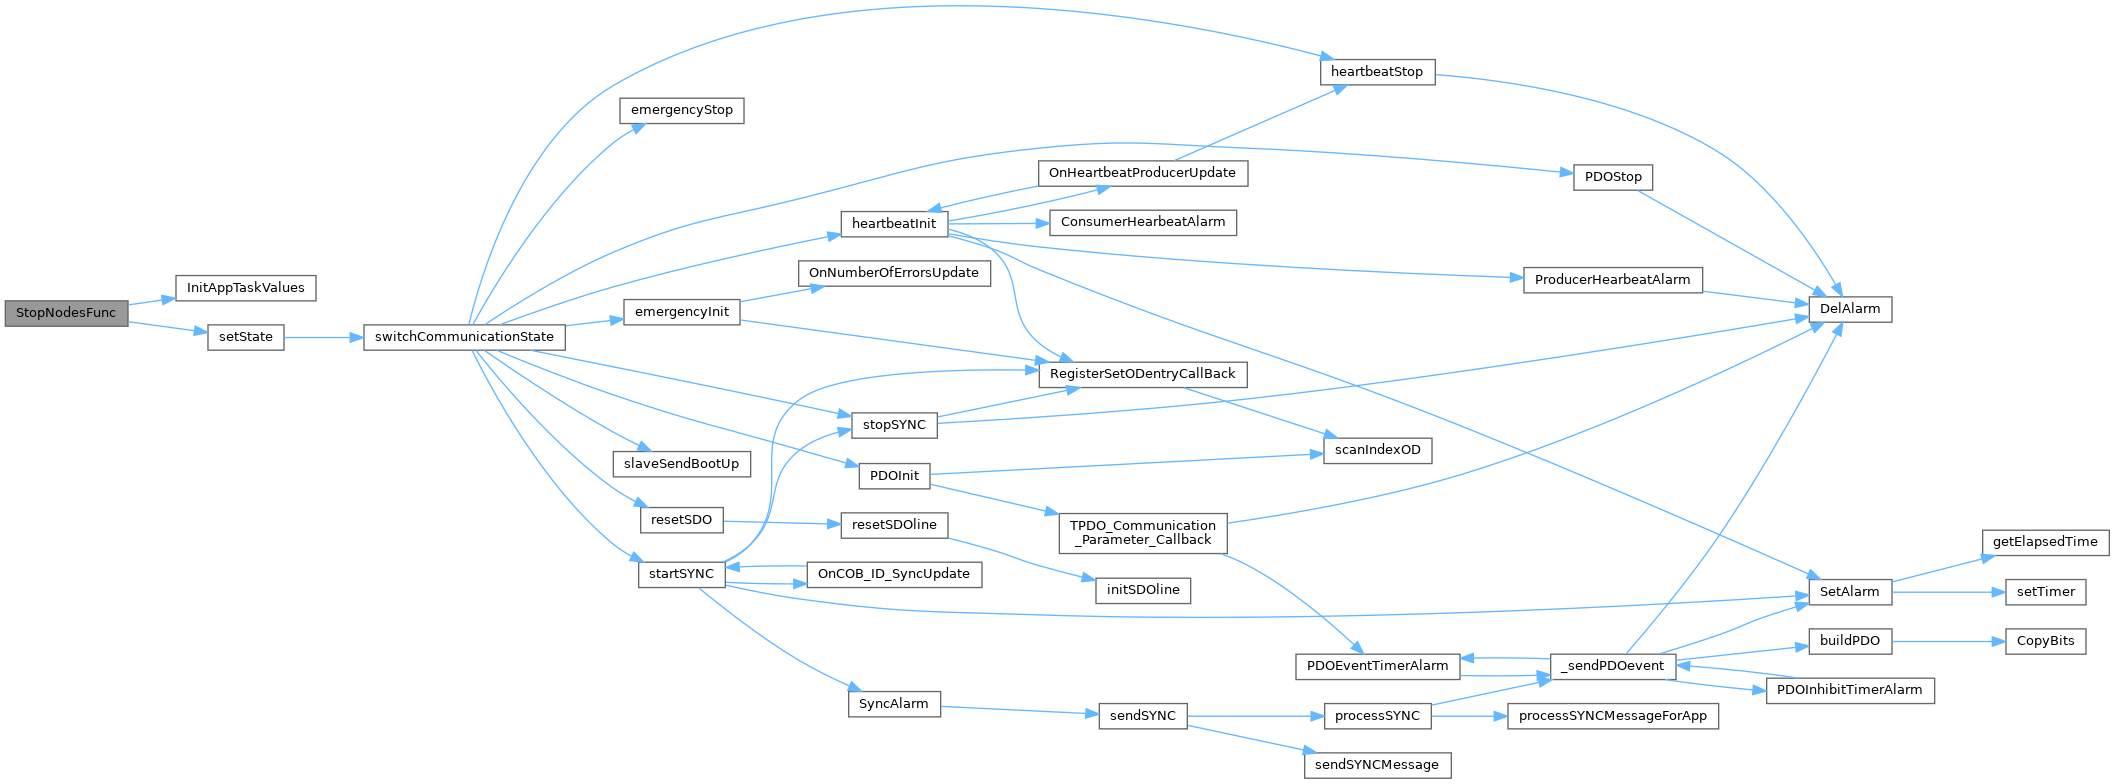 StopNodesFunc
InitAppTaskValues
setState
switchCommunicationState
emergencyStop
emergencyInit
slaveSendBootUp
resetSDO
startSYNC
heartbeatInit
OnNumberOfErrorsUpdate
stopSYNC
PDOInit
resetSDOline
OnCOB_ID_SyncUpdate
SyncAlarm
OnHeartbeatProducerUpdate
ConsumerHearbeatAlarm
RegisterSetODentryCallBack
TPDO_Communication
_Parameter_Callback
initSDOline
sendSYNC
heartbeatStop
scanIndexOD
PDOEventTimerAlarm
processSYNC
sendSYNCMessage
PDOStop
ProducerHearbeatAlarm
_sendPDOevent
processSYNCMessageForApp
DelAlarm
SetAlarm
buildPDO
PDOInhibitTimerAlarm
getElapsedTime
setTimer
CopyBits